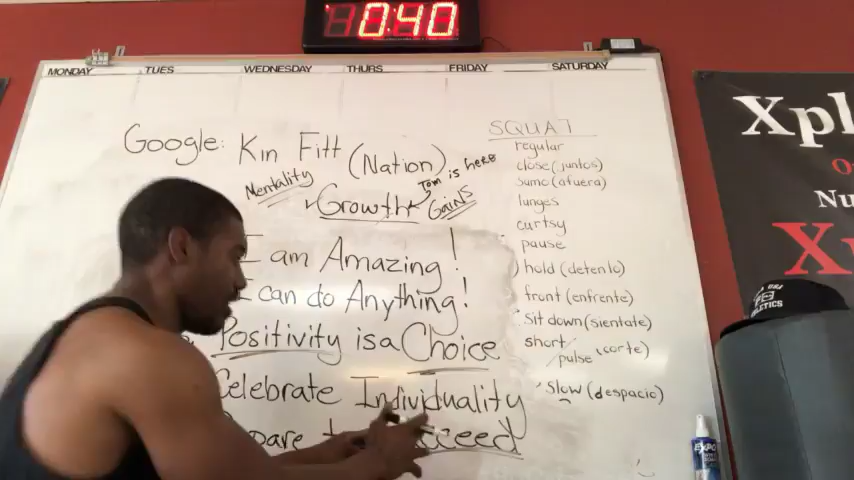 0:40
MONDAY TUES WEDNESDAY THURS FRIDAY SATURDAY
Google: Kin Fitt (Nation)
Mentality
Tom is here
Growth GaiNS
I am Amazing!
I can do Anything!
Positivity is a Choice
Celebrate Individuality
SQUAT
regular
close (juntos)
sumo (afuera)
lunges
curtsy
pause
hold (detenlo)
front (enfrente)
sit down (sientate)
short/pulse (corte)
slow (despacio)
Xpl
Nu
X
EXPO